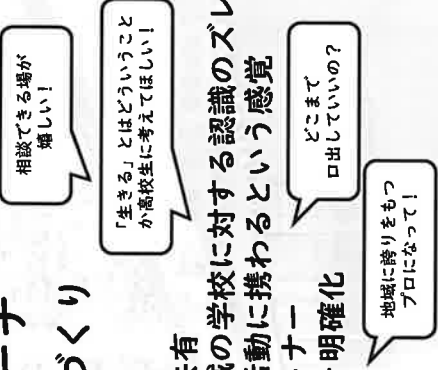 ーナ
づくり
相談できる場が
嬉しい！
「生きる」とはどういうこと
か高校生に考えてほしい！
有
の学校に対する認識のズレ
活動に携わるという感覚
ナー
明確化
どこまで
口出していいの？
地域に誇りをもつ
プロになって！